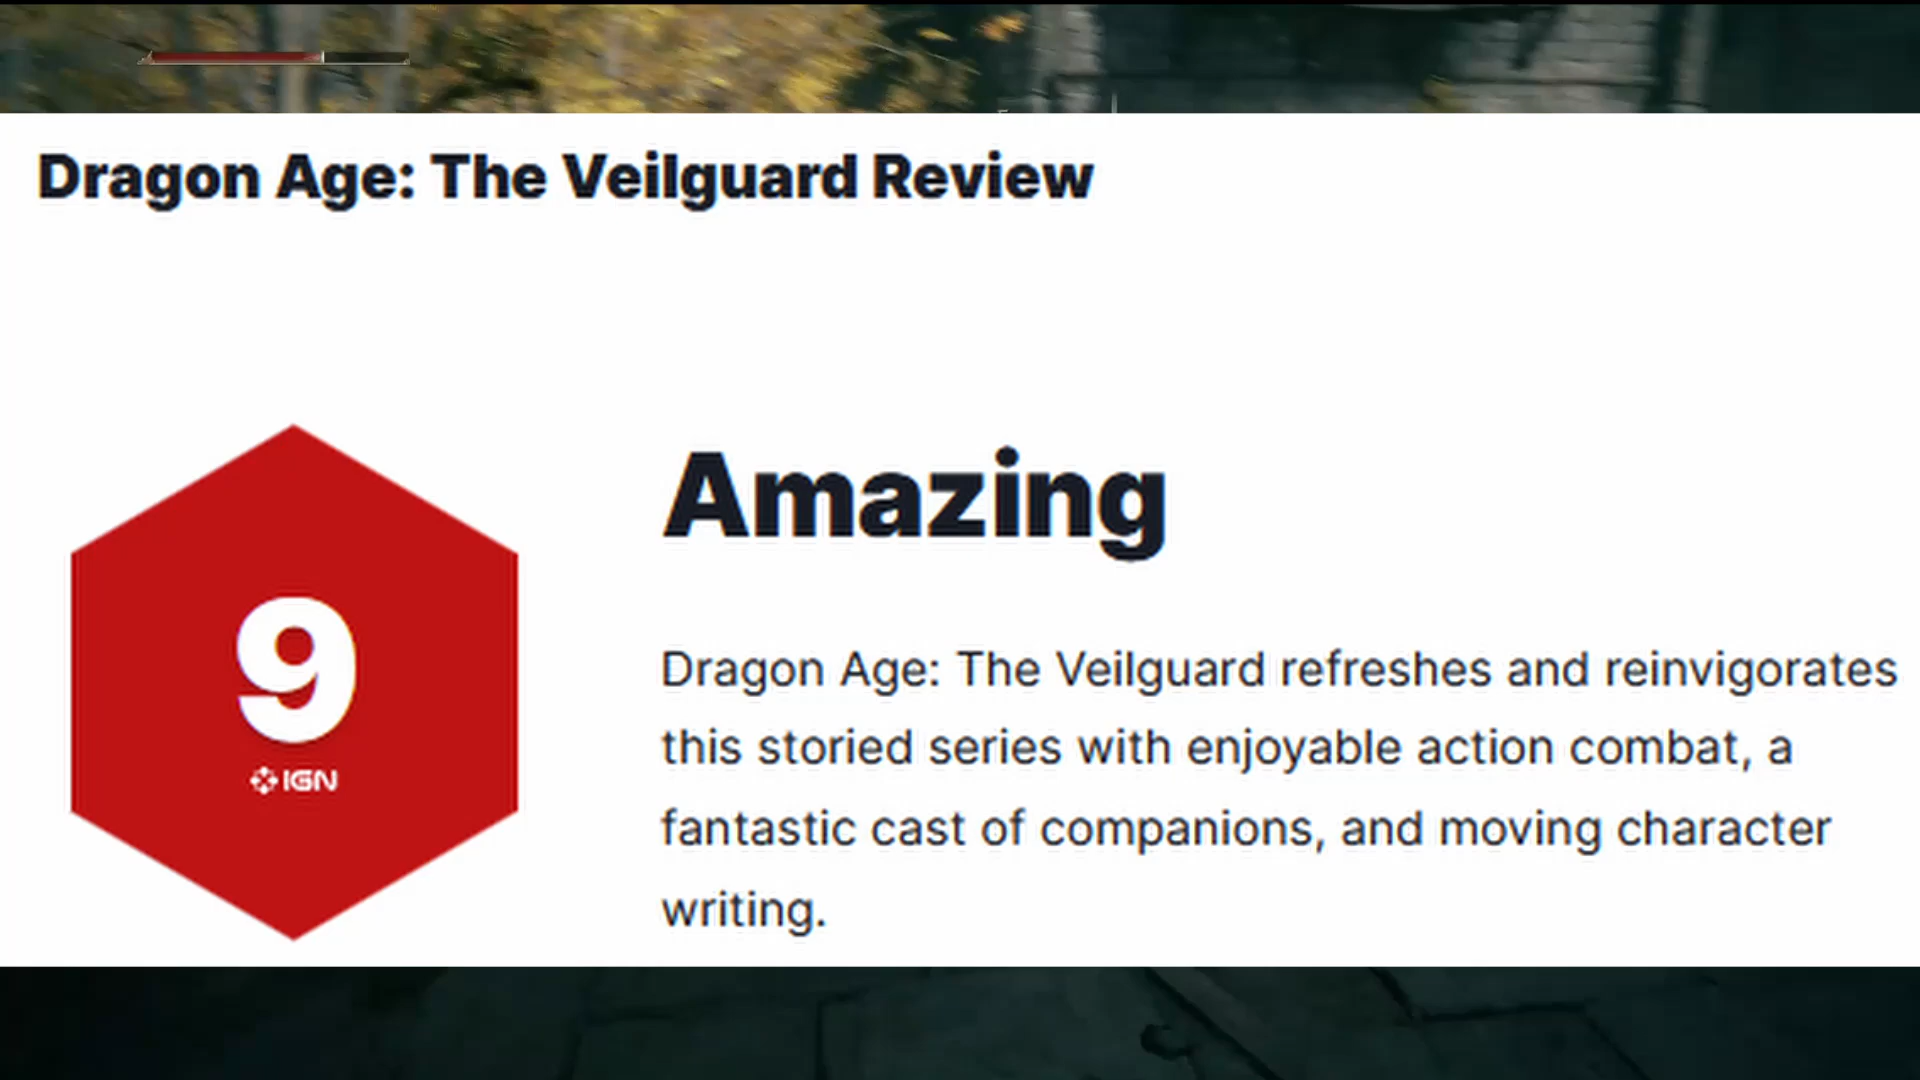 Dragon Age: The Veilguard Review
Amazing
9
IGN
Dragon Age: The Veilguard refreshes and reinvigorates
this storied series with enjoyable action combat, a
fantastic cast of companions, and moving character
writing.